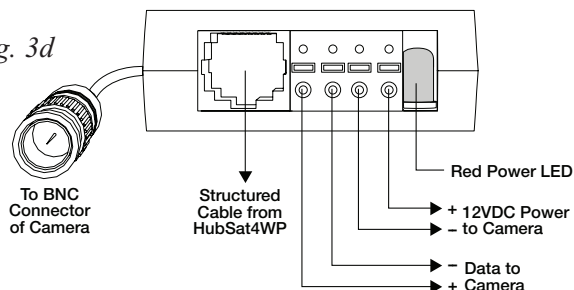 g. 3d
To BNC
Connector
of Camera
Structured
Cable from
HubSat4WP
Red Power LED
+ 12VDC Power
– to Camera
– Data to
+ Camera